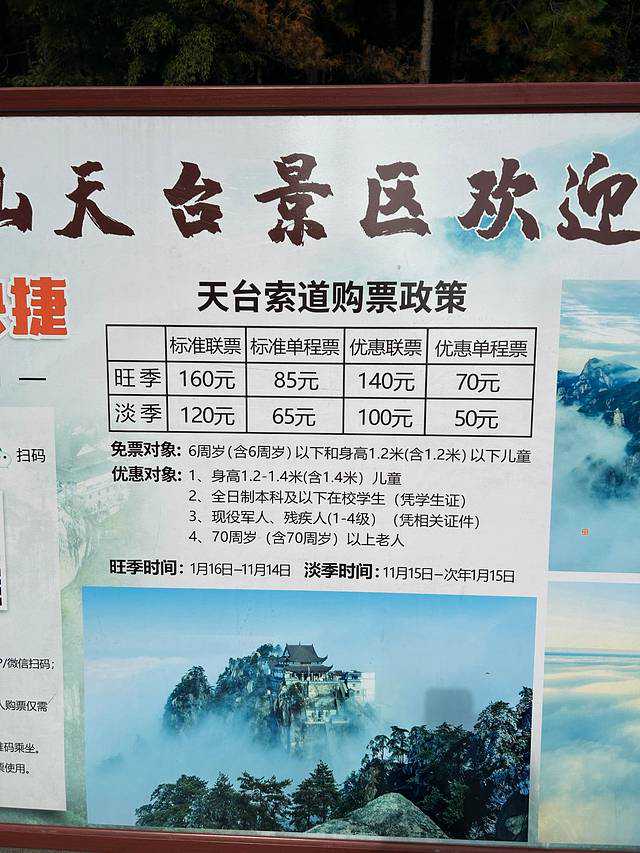 山天台景区欢迎
快捷
天台索道购票政策
标准联票 标准单程票 优惠联票 优惠单程票
旺季 160元 85元 140元 70元
淡季 120元 65元 100元 50元
免票对象：6周岁(含6周岁)以下和身高1.2米(含1.2米)以下儿童
优惠对象：1、身高1.2-1.4米(含1.4米）儿童
2、全日制本科及以下在校学生（凭学生证）
3、现役军人、残疾人(1-4级）（凭相关证件）
4、70周岁（含70周岁）以上老人
旺季时间：1月16日-11月14日 淡季时间：11月15日-次年1月15日
扫码
/微信扫码；
人购票仅需
码乘坐。
票使用。